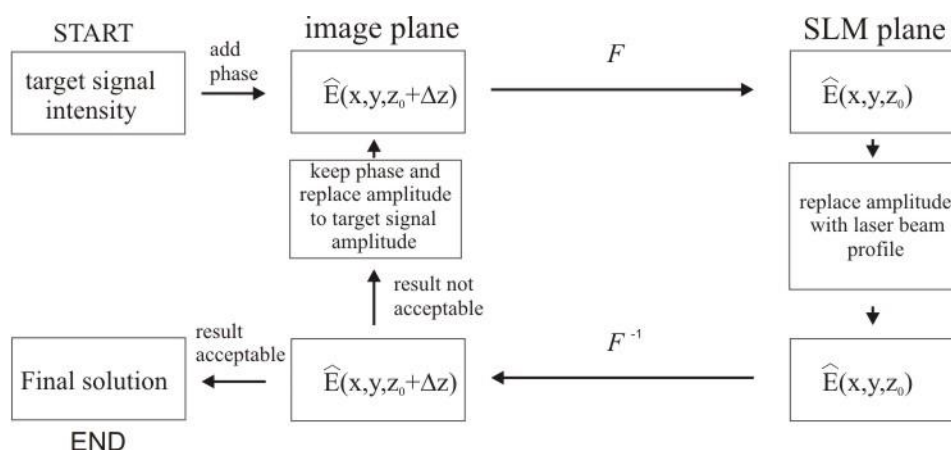 START
target signal
intensity
add
phase
image plane
Ê(x,y,z₀+Δz)
F
SLM plane
Ê(x,y,z₀)
keep phase and
replace amplitude
to target signal
amplitude
replace amplitude
with laser beam
profile
result not
acceptable
Final solution
END
result
acceptable
Ê(x,y,z₀+Δz)
F⁻¹
Ê(x,y,z₀)